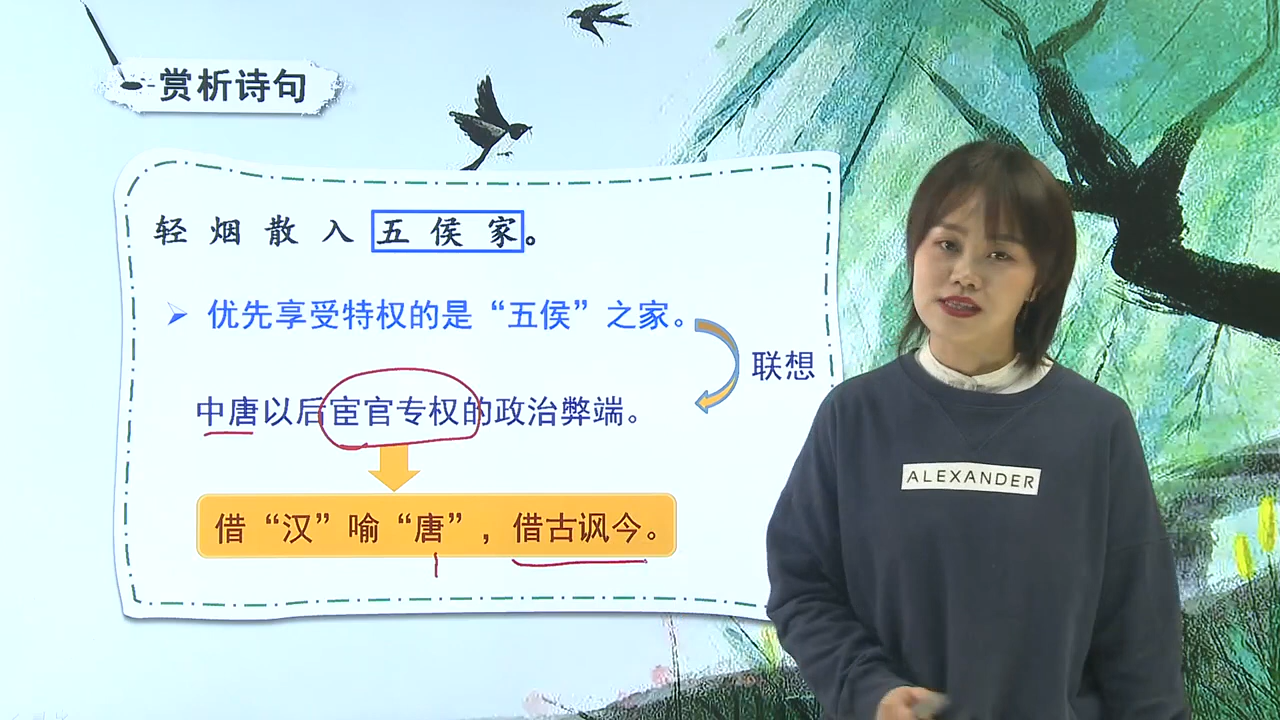 赏析诗句
轻烟散入五侯家。
优先享受特权的是“五侯”之家。
联想
中唐以后宦官专权的政治弊端。
借“汉”喻“唐”,借古讽今。
ALEXANDER